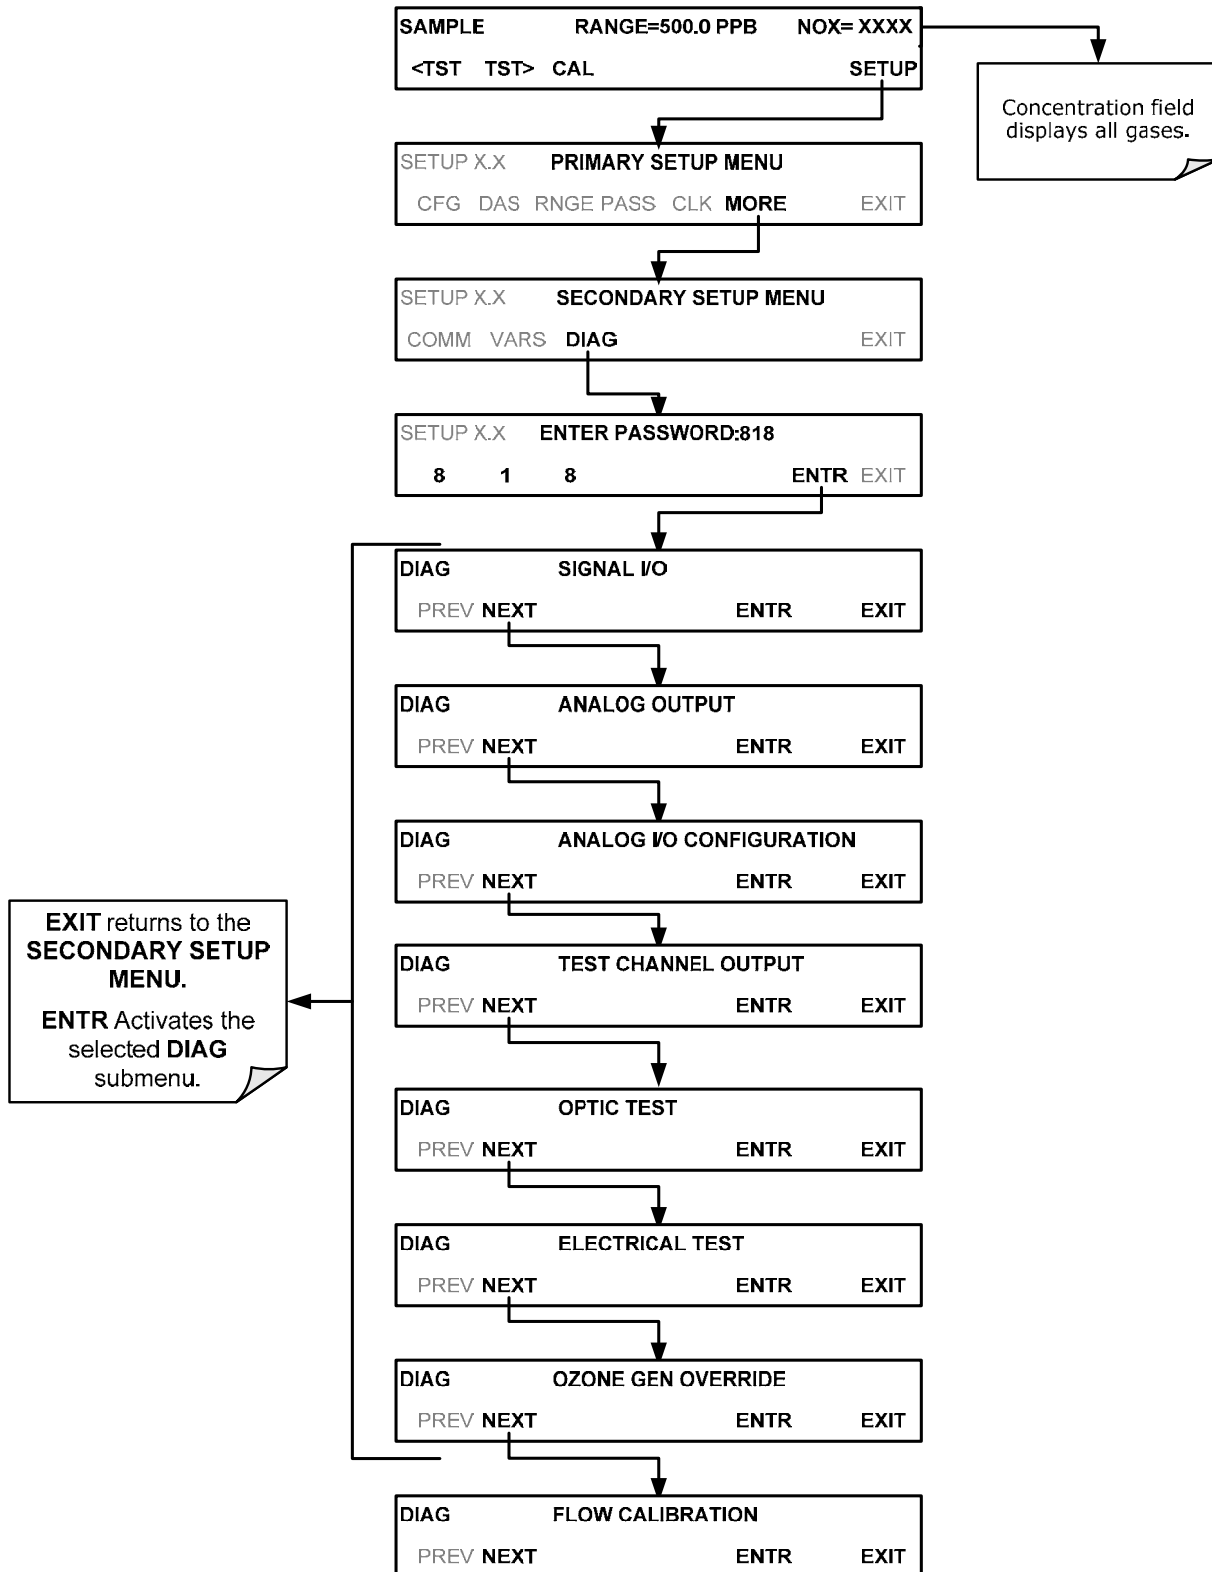 SAMPLE RANGE=500.0 PPB NOX= XXXX
<TST TST> CAL SETUP
Concentration field
displays all gases.
SETUP X.X PRIMARY SETUP MENU
CFG DAS RNGE PASS CLK MORE EXIT
SETUP X.X SECONDARY SETUP MENU
COMM VARS DIAG EXIT
SETUP X.X ENTER PASSWORD:818
8 1 8 ENTR EXIT
DIAG SIGNAL I/O
PREV NEXT ENTR EXIT
DIAG ANALOG OUTPUT
PREV NEXT ENTR EXIT
DIAG ANALOG I/O CONFIGURATION
PREV NEXT ENTR EXIT
EXIT returns to the
SECONDARY SETUP
MENU.
ENTR Activates the
selected DIAG
submenu.
DIAG TEST CHANNEL OUTPUT
PREV NEXT ENTR EXIT
DIAG OPTIC TEST
PREV NEXT ENTR EXIT
DIAG ELECTRICAL TEST
PREV NEXT ENTR EXIT
DIAG OZONE GEN OVERRIDE
PREV NEXT ENTR EXIT
DIAG FLOW CALIBRATION
PREV NEXT ENTR EXIT